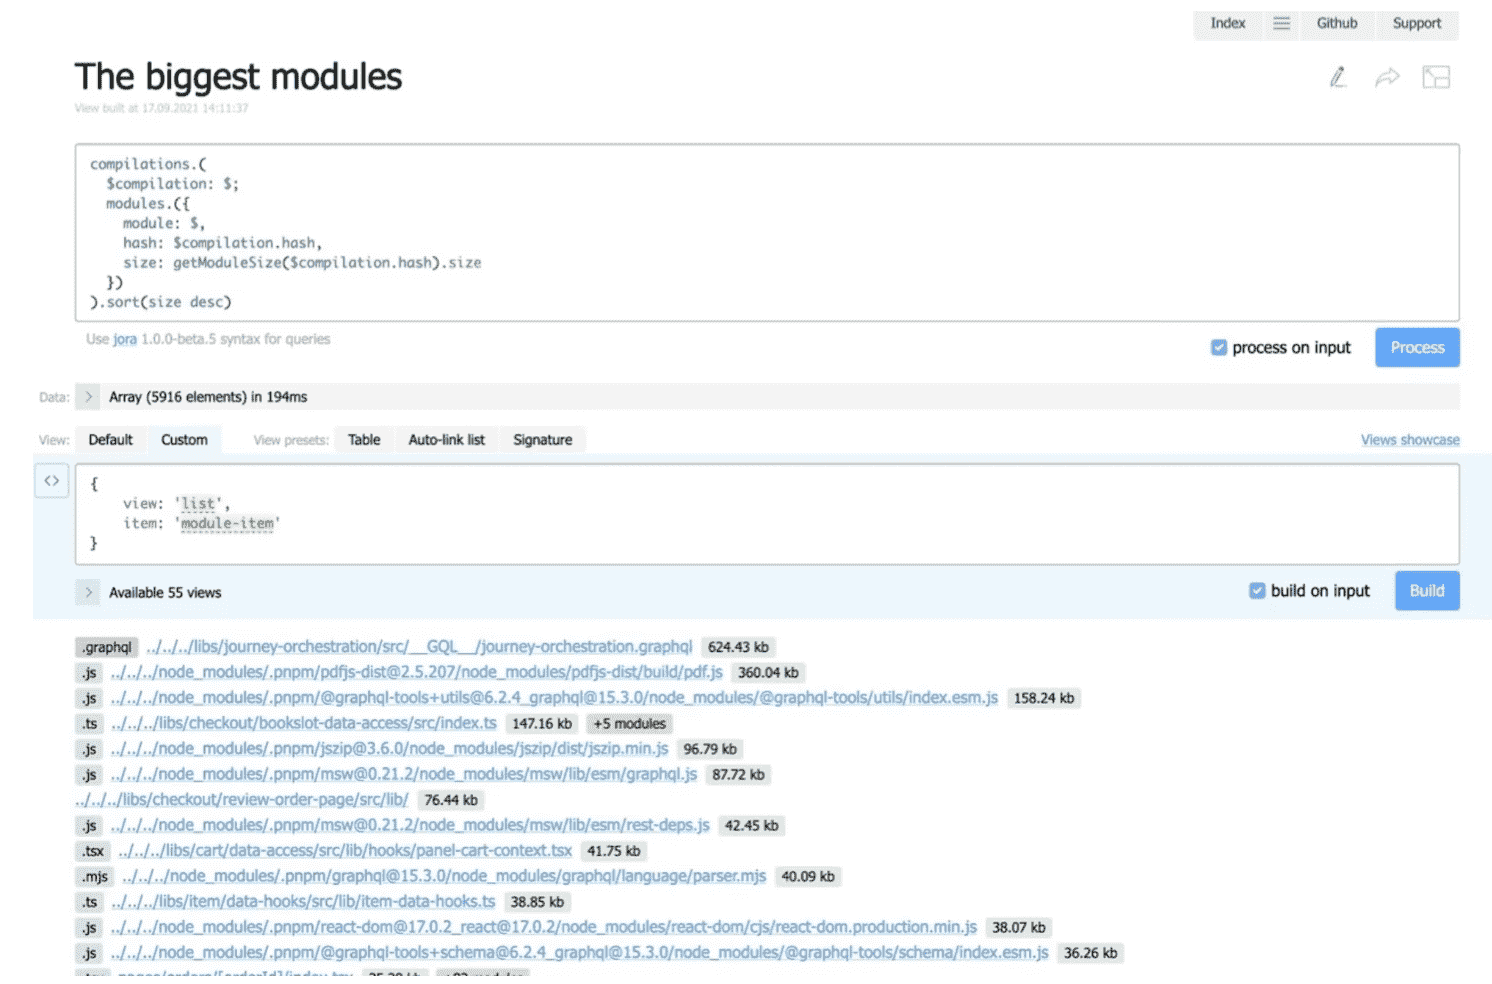 Index Github Support
The biggest modules
View built at 17.09.2021 14:11:37
compilations.(
$compilation: $;
modules.({
module: $,
hash: $compilation.hash,
size: getModuleSize($compilation.hash).size
})
).sort(size desc)
Use jora 1.0.0-beta.5 syntax for queries
process on input Process
Data: > Array (5916 elements) in 194ms
View: Default Custom View presets: Table Auto-link list Signature Views showcase
<> {
view: 'list',
item: 'module-item'
}
> Available 55 views
build on input Build
.graphql ../../../libs/journey-orchestration/src/__GQL__/journey-orchestration.graphql 624.43 kb
.js ../../../node_modules/.pnpm/pdfjs-dist@2.5.207/node_modules/pdfjs-dist/build/pdf.js 360.04 kb
.js ../../../node_modules/.pnpm/@graphql-tools+utils@6.2.4_graphql@15.3.0/node_modules/@graphql-tools/utils/index.esm.js 158.24 kb
.ts ../../../libs/checkout/bookslot-data-access/src/index.ts 147.16 kb +5 modules
.js ../../../node_modules/.pnpm/jszip@3.6.0/node_modules/jszip/dist/jszip.min.js 96.79 kb
.js ../../../node_modules/.pnpm/msw@0.21.2/node_modules/msw/lib/esm/graphql.js 87.72 kb
../../../libs/checkout/review-order-page/src/lib/ 76.44 kb
.js ../../../node_modules/.pnpm/msw@0.21.2/node_modules/msw/lib/esm/rest-deps.js 42.45 kb
.tsx ../../../libs/cart/data-access/src/lib/hooks/panel-cart-context.tsx 41.75 kb
.mjs ../../../node_modules/.pnpm/graphql@15.3.0/node_modules/graphql/language/parser.mjs 40.09 kb
.ts ../../../libs/item/data-hooks/src/lib/item-data-hooks.ts 38.85 kb
.js ../../../node_modules/.pnpm/react-dom@17.0.2_react@17.0.2/node_modules/react-dom/cjs/react-dom.production.min.js 38.07 kb
.js ../../../node_modules/.pnpm/@graphql-tools+schema@6.2.4_graphql@15.3.0/node_modules/@graphql-tools/schema/index.esm.js 36.26 kb